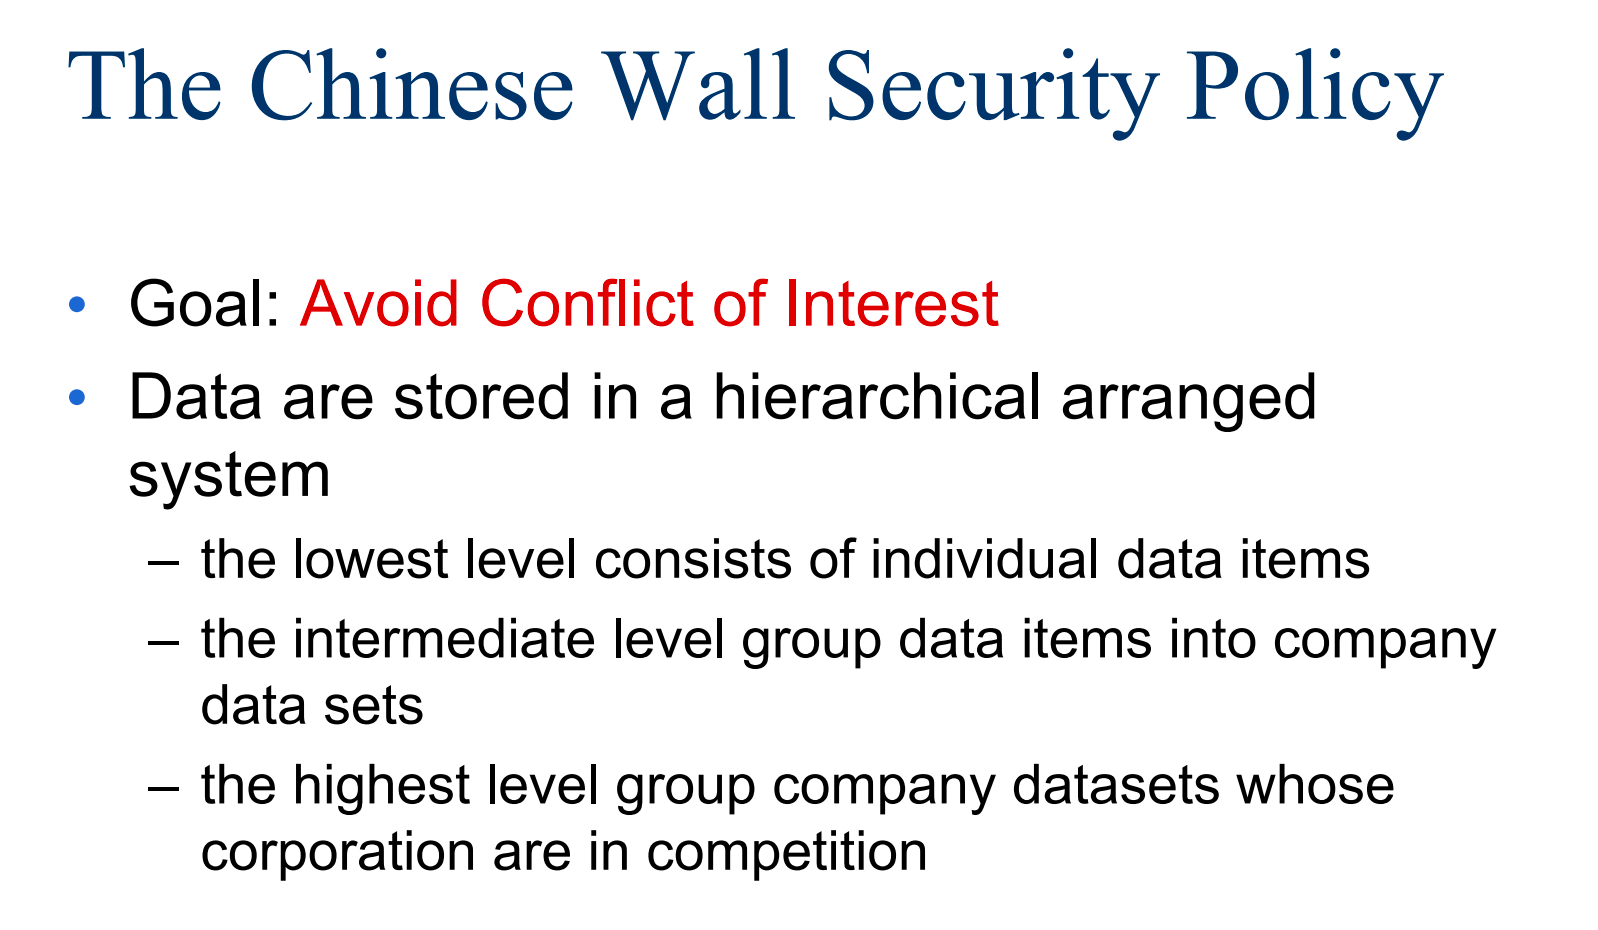 The Chinese Wall Security Policy
• Goal: Avoid Conflict of Interest
• Data are stored in a hierarchical arranged
system
– the lowest level consists of individual data items
– the intermediate level group data items into company
data sets
– the highest level group company datasets whose
corporation are in competition